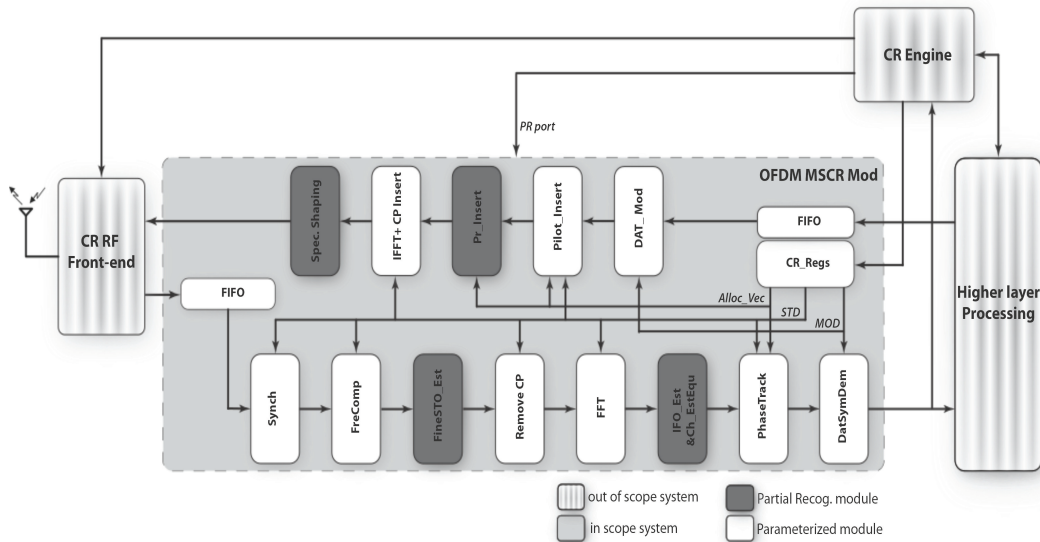 CR Engine
PR port
OFDM MSCR Mod
CR RF
Front-end
Spec. Shaping
IFFT+ CP Insert
Pr_Insert
Pilot_Insert
DAT_ Mod
FIFO
CR_Regs
Higher layer
Processing
FIFO
Alloc_Vec
STD
MOD
Synch
FreComp
FineSTO_Est
Remove CP
FFT
IFO_Est
&Ch_EstEqu
PhaseTrack
DatSymDem
out of scope system
Partial Recog. module
in scope system
Parameterized module